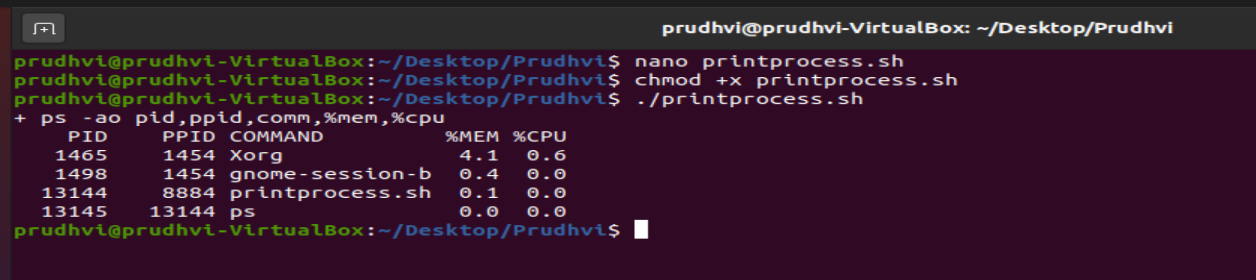 prudhvi@prudhvi-VirtualBox: ~/Desktop/Prudhvi
prudhvi@prudhvi-VirtualBox:~/Desktop/Prudhvi$ nano printprocess.sh
prudhvi@prudhvi-VirtualBox:~/Desktop/Prudhvi$ chmod +x printprocess.sh
prudhvi@prudhvi-VirtualBox:~/Desktop/Prudhvi$ ./printprocess.sh
+ ps -ao pid,ppid,comm,%mem,%cpu
    PID    PPID COMMAND         %MEM %CPU
   1465    1454 Xorg             4.1  0.6
   1498    1454 gnome-session-b  0.4  0.0
  13144    8884 printprocess.sh  0.1  0.0
  13145   13144 ps               0.0  0.0
prudhvi@prudhvi-VirtualBox:~/Desktop/Prudhvi$